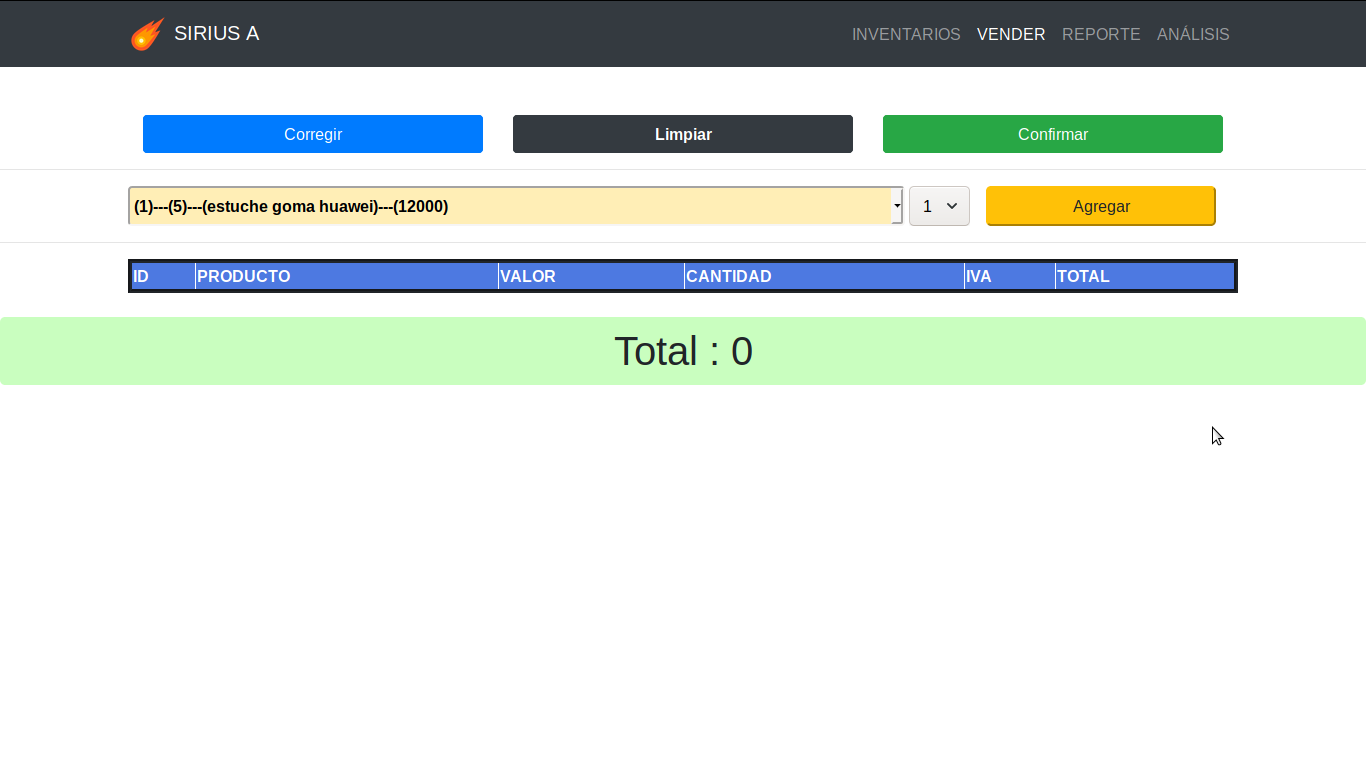 SIRIUS A INVENTARIOS VENDER REPORTE ANÁLISIS
Corregir Limpiar Confirmar
(1)---(5)---(estuche goma huawei)---(12000) 1 Agregar
ID PRODUCTO VALOR CANTIDAD IVA TOTAL
Total : 0